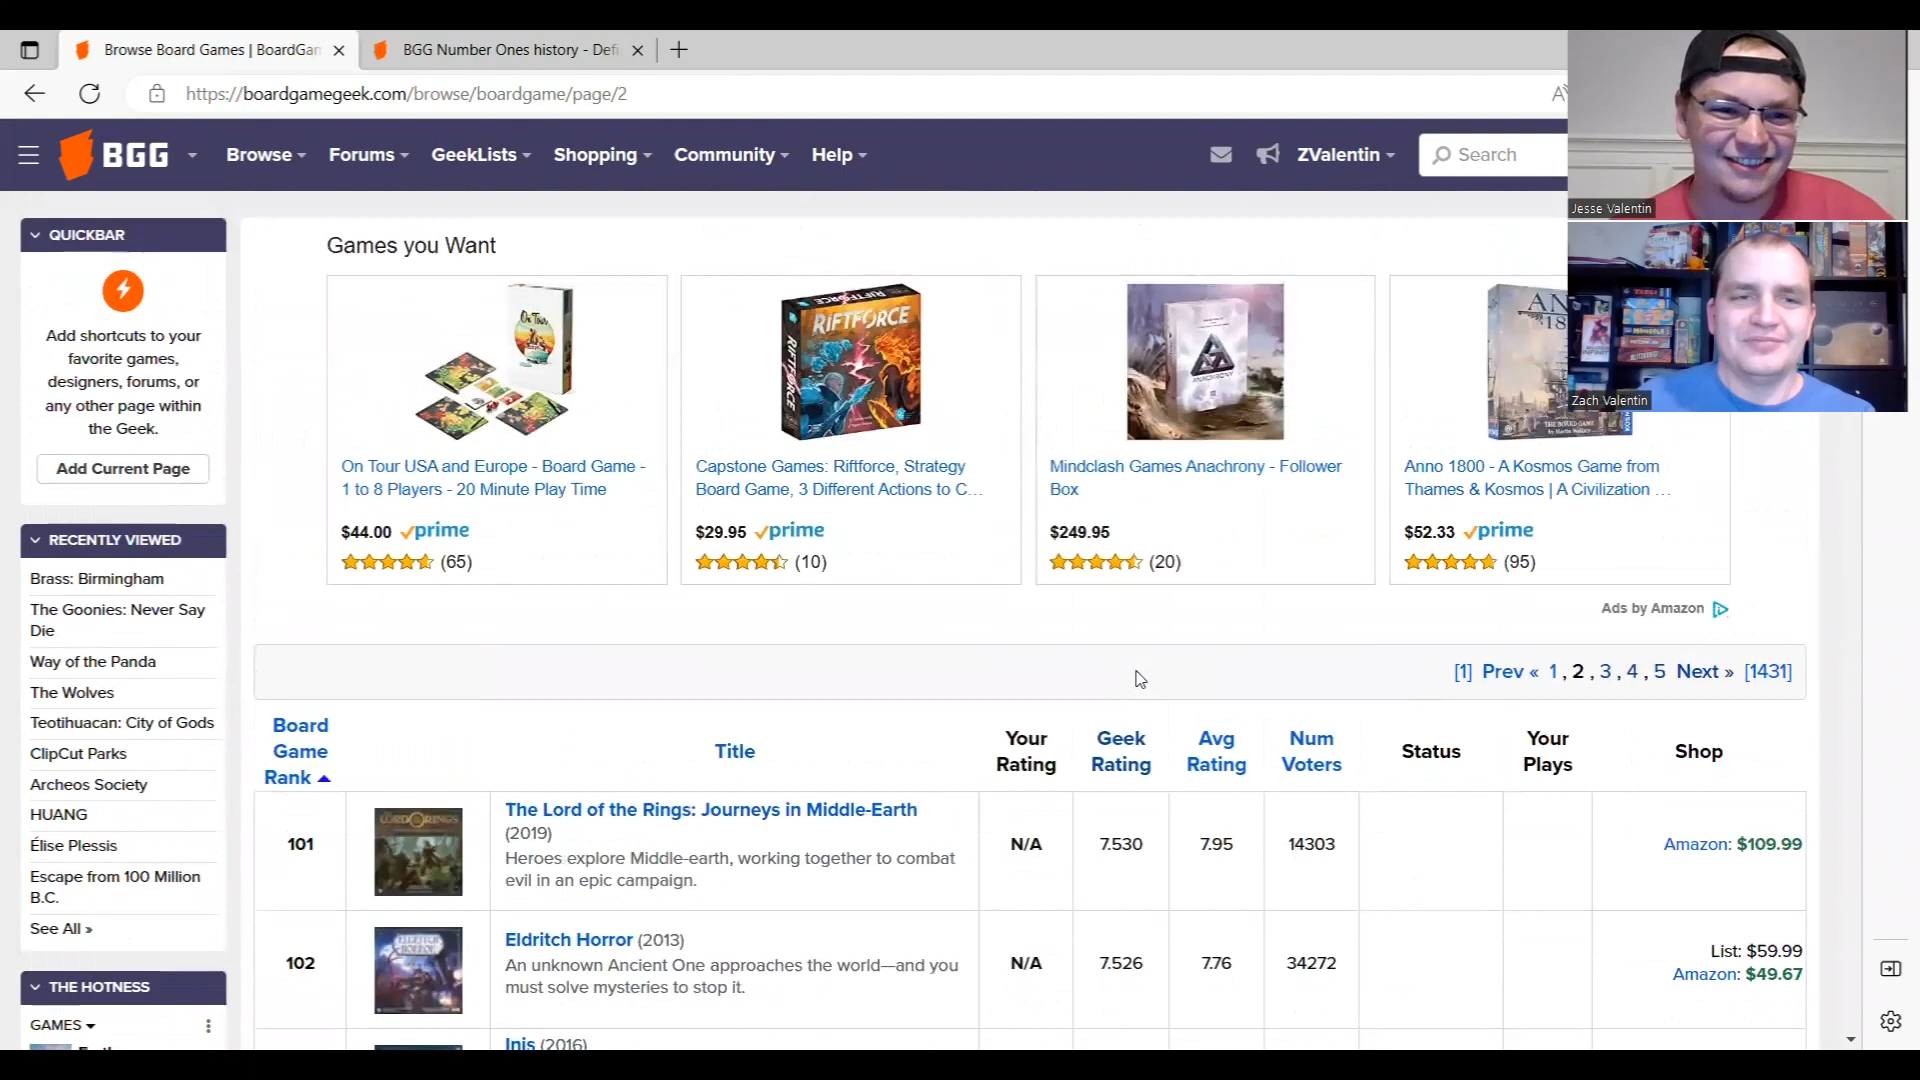 Browse Board Games | BoardGan
BGG Number Ones history - Defi
https://boardgamegeek.com/browse/boardgame/page/2
BGG
Browse
Forums
GeekLists
Shopping
Community
Help
ZValentin
Search
Jesse Valentin
Zach Valentin
QUICKBAR
Add shortcuts to your
favorite games,
designers, forums, or
any other page within
the Geek.
Add Current Page
RECENTLY VIEWED
Brass: Birmingham
The Goonies: Never Say
Die
Way of the Panda
The Wolves
Teotihuacan: City of Gods
ClipCut Parks
Archeos Society
HUANG
Élise Plessis
Escape from 100 Million
B.C.
See All »
THE HOTNESS
GAMES
Games you Want
On Tour
RIFTFORCE
RIFTFORCE
ANACHRONY
On Tour USA and Europe - Board Game -
1 to 8 Players - 20 Minute Play Time
$44.00 prime
(65)
Capstone Games: Riftforce, Strategy
Board Game, 3 Different Actions to C...
$29.95 prime
(10)
Mindclash Games Anachrony - Follower
Box
$249.95
(20)
Anno 1800 - A Kosmos Game from
Thames & Kosmos | A Civilization ...
$52.33 prime
(95)
Ads by Amazon
[1] Prev « 1 , 2 , 3 , 4 , 5 Next » [1431]
Board
Game
Rank
Title
Your
Rating
Geek
Rating
Avg
Rating
Num
Voters
Status
Your
Plays
Shop
101
The Lord of the Rings: Journeys in Middle-Earth
(2019)
Heroes explore Middle-earth, working together to combat
evil in an epic campaign.
N/A
7.530
7.95
14303
Amazon: $109.99
102
Eldritch Horror (2013)
An unknown Ancient One approaches the world—and you
must solve mysteries to stop it.
N/A
7.526
7.76
34272
List: $59.99
Amazon: $49.67
Inis (2016)